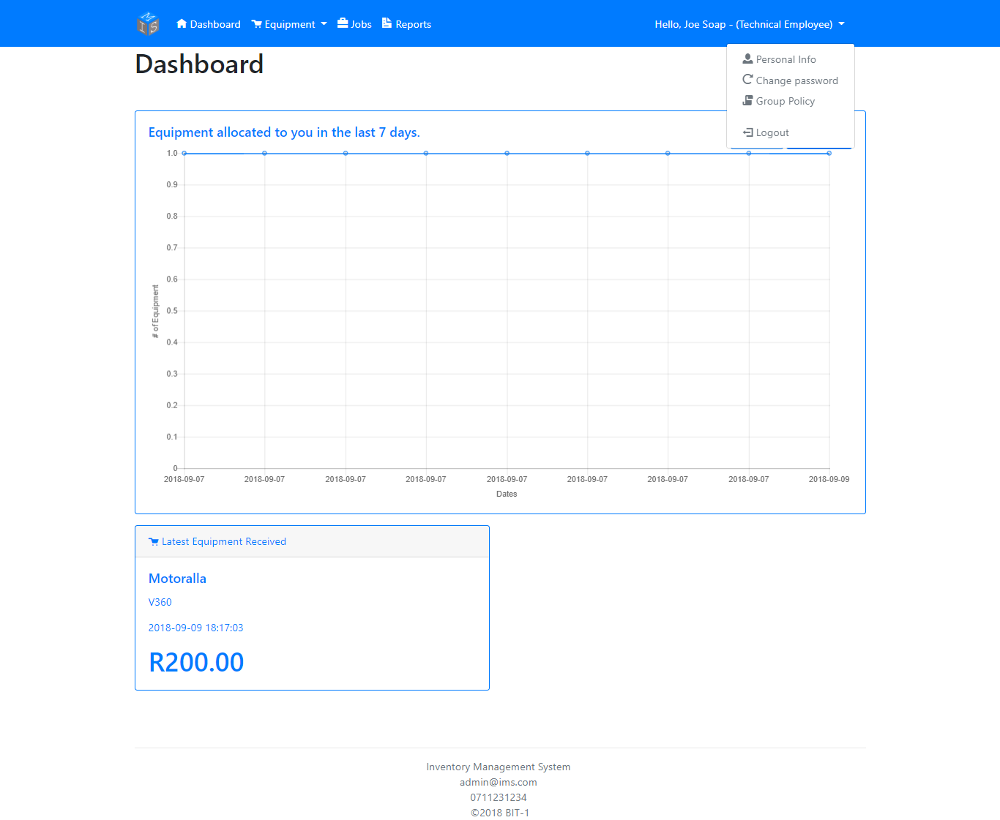 IMS
Dashboard
Equipment
Jobs
Reports
Hello, Joe Soap - (Technical Employee)
Personal Info
Change password
Group Policy
Logout
Dashboard
Equipment allocated to you in the last 7 days.
1.0
0.9
0.8
0.7
0.6
0.5
0.4
0.3
0.2
0.1
0
# of Equipment
2018-09-07
2018-09-07
2018-09-07
2018-09-07
2018-09-07
2018-09-07
2018-09-07
2018-09-07
2018-09-09
Dates
Latest Equipment Received
Motoralla
V360
2018-09-09 18:17:03
R200.00
Inventory Management System
admin@ims.com
0711231234
©2018 BIT-1